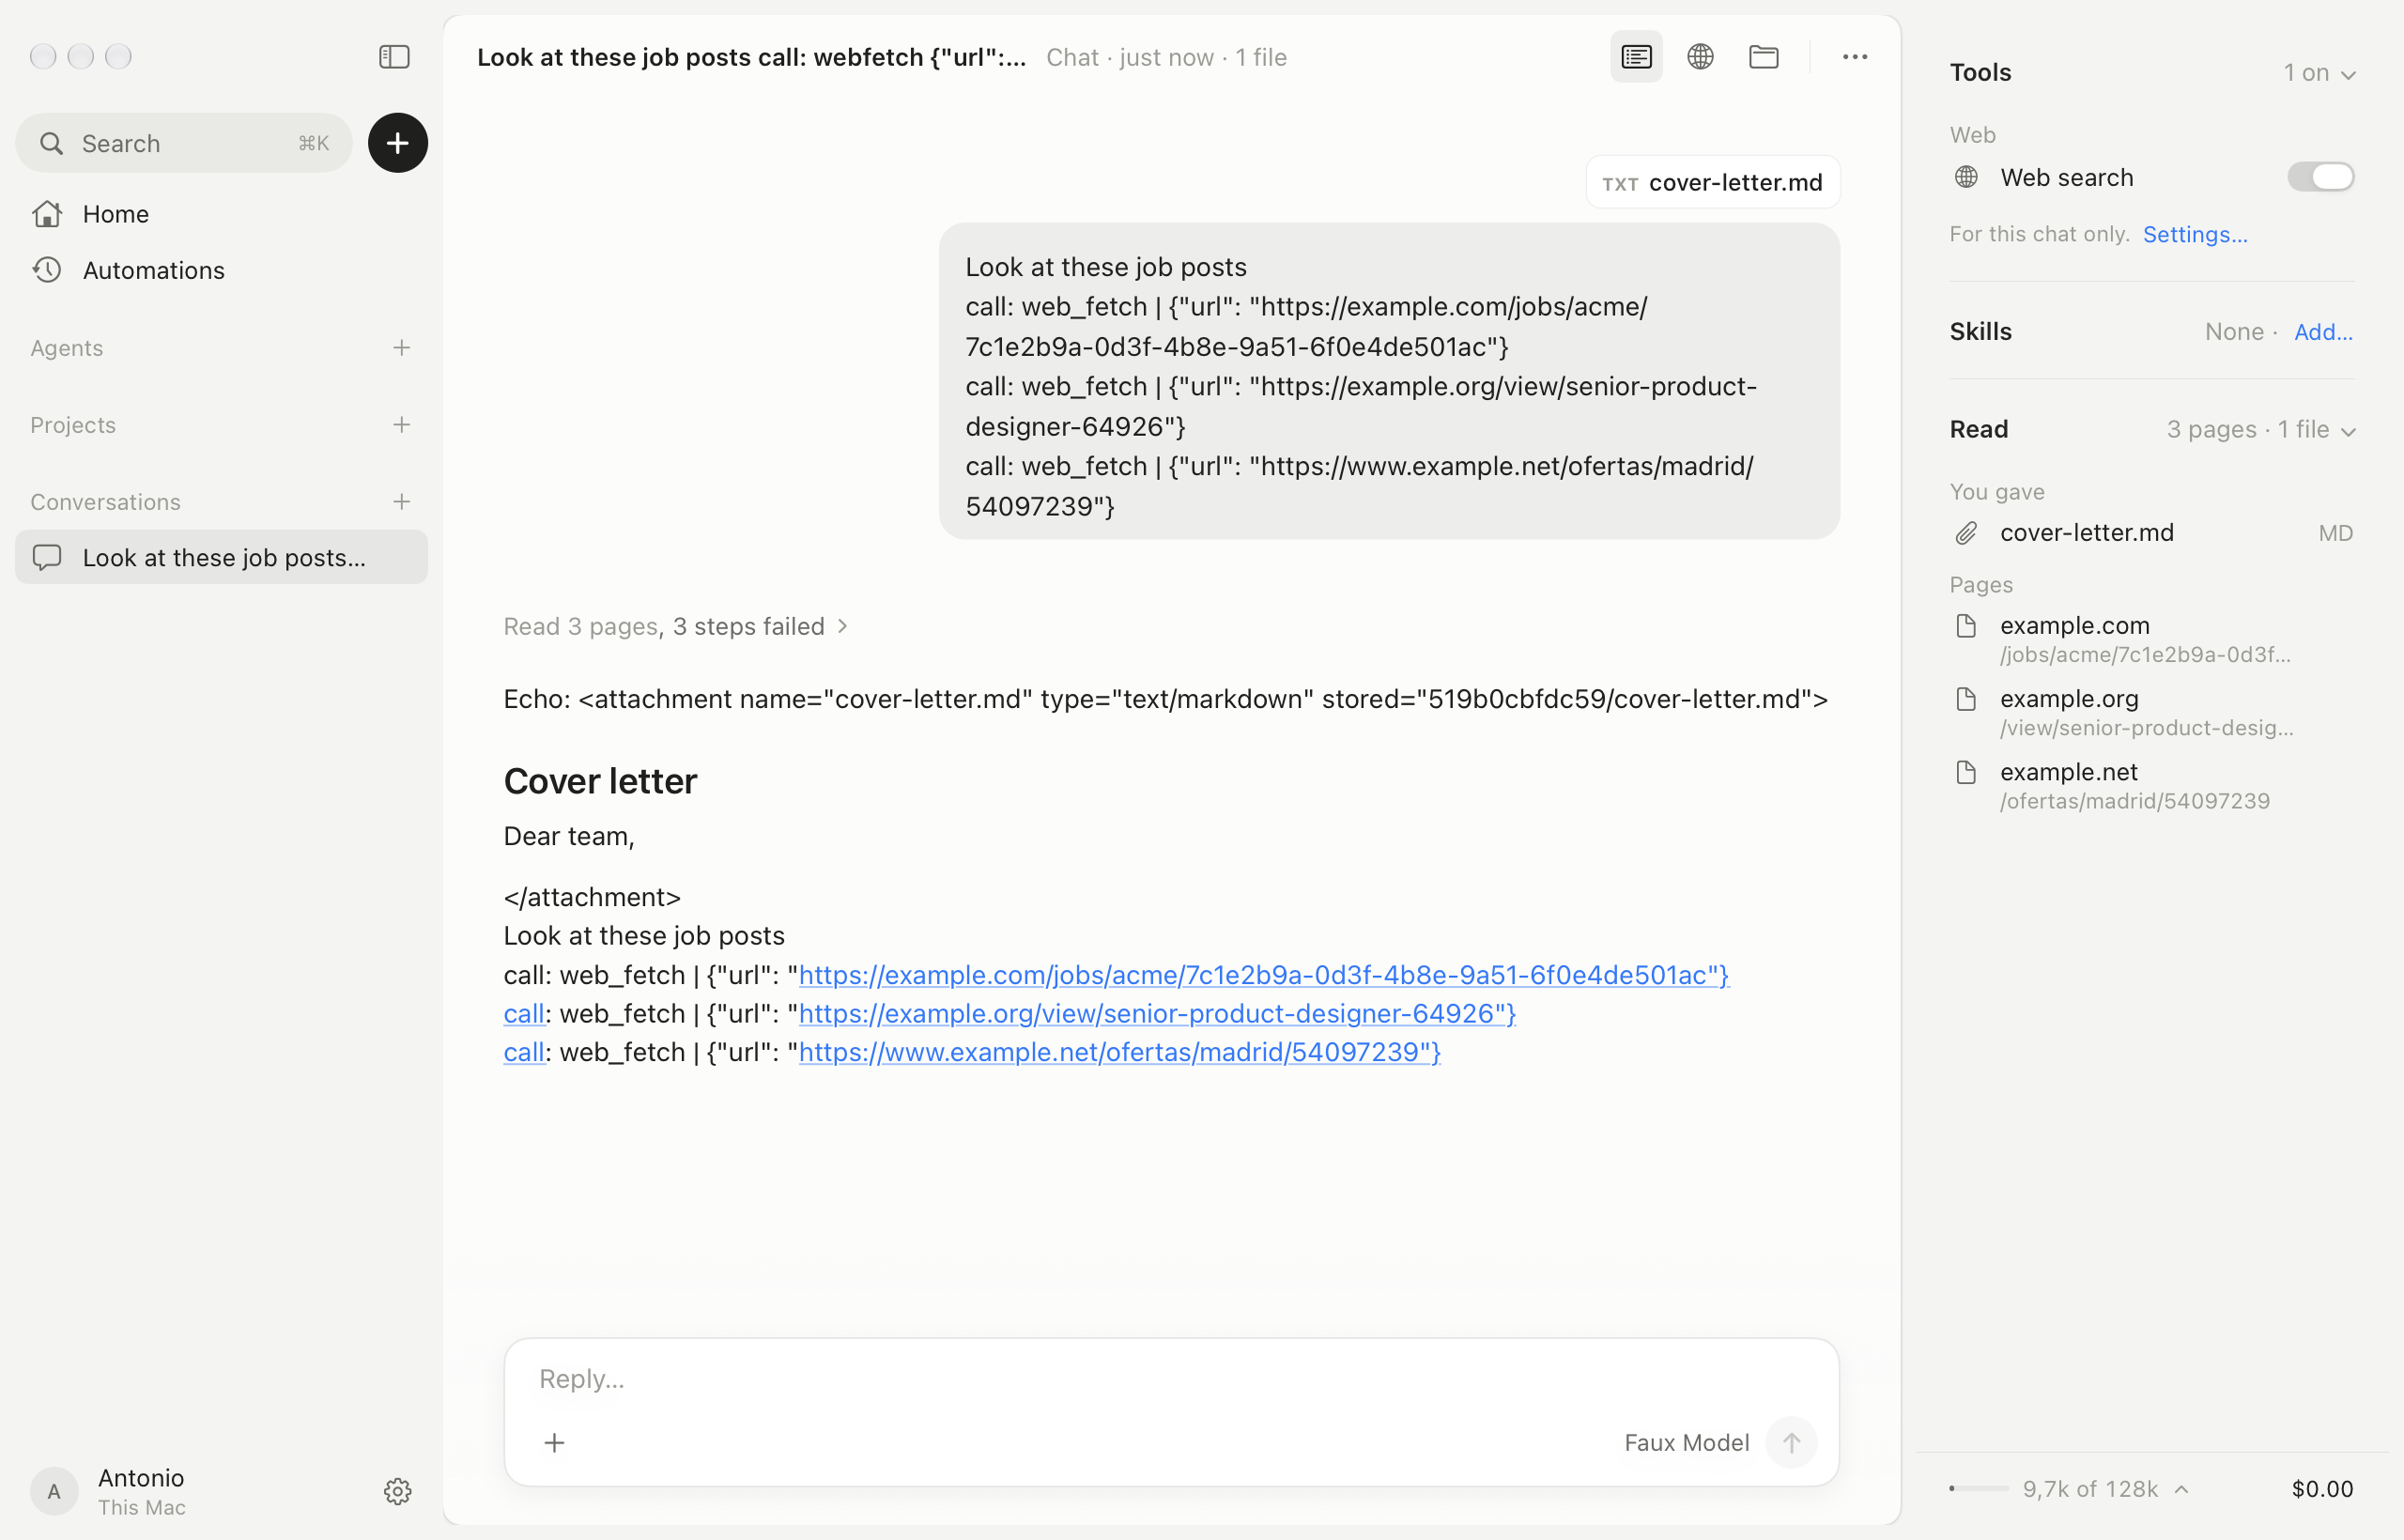 Look at these job posts call: webfetch {"url":... Chat · just now · 1 file
Search ⌘K
Home
Automations
Agents
Projects
Conversations
Look at these job posts...
Antonio
A
This Mac
TXT cover-letter.md
Look at these job posts
call: web_fetch | {"url": "https://example.com/jobs/acme/
7c1e2b9a-0d3f-4b8e-9a51-6f0e4de501ac"}
call: web_fetch | {"url": "https://example.org/view/senior-product-
designer-64926"}
call: web_fetch | {"url": "https://www.example.net/ofertas/madrid/
54097239"}
Read 3 pages, 3 steps failed
Echo: <attachment name="cover-letter.md" type="text/markdown" stored="519b0cbfdc59/cover-letter.md">
Cover letter
Dear team,
</attachment>
Look at these job posts
call: web_fetch | {"url": "https://example.com/jobs/acme/7c1e2b9a-0d3f-4b8e-9a51-6f0e4de501ac"}
call: web_fetch | {"url": "https://example.org/view/senior-product-designer-64926"}
call: web_fetch | {"url": "https://www.example.net/ofertas/madrid/54097239"}
Reply...
Faux Model
Tools 1 on
Web
Web search
For this chat only. Settings...
Skills None · Add...
Read 3 pages · 1 file
You gave
cover-letter.md MD
Pages
example.com
/jobs/acme/7c1e2b9a-0d3f...
example.org
/view/senior-product-desig...
example.net
/ofertas/madrid/54097239
9,7k of 128k $0.00